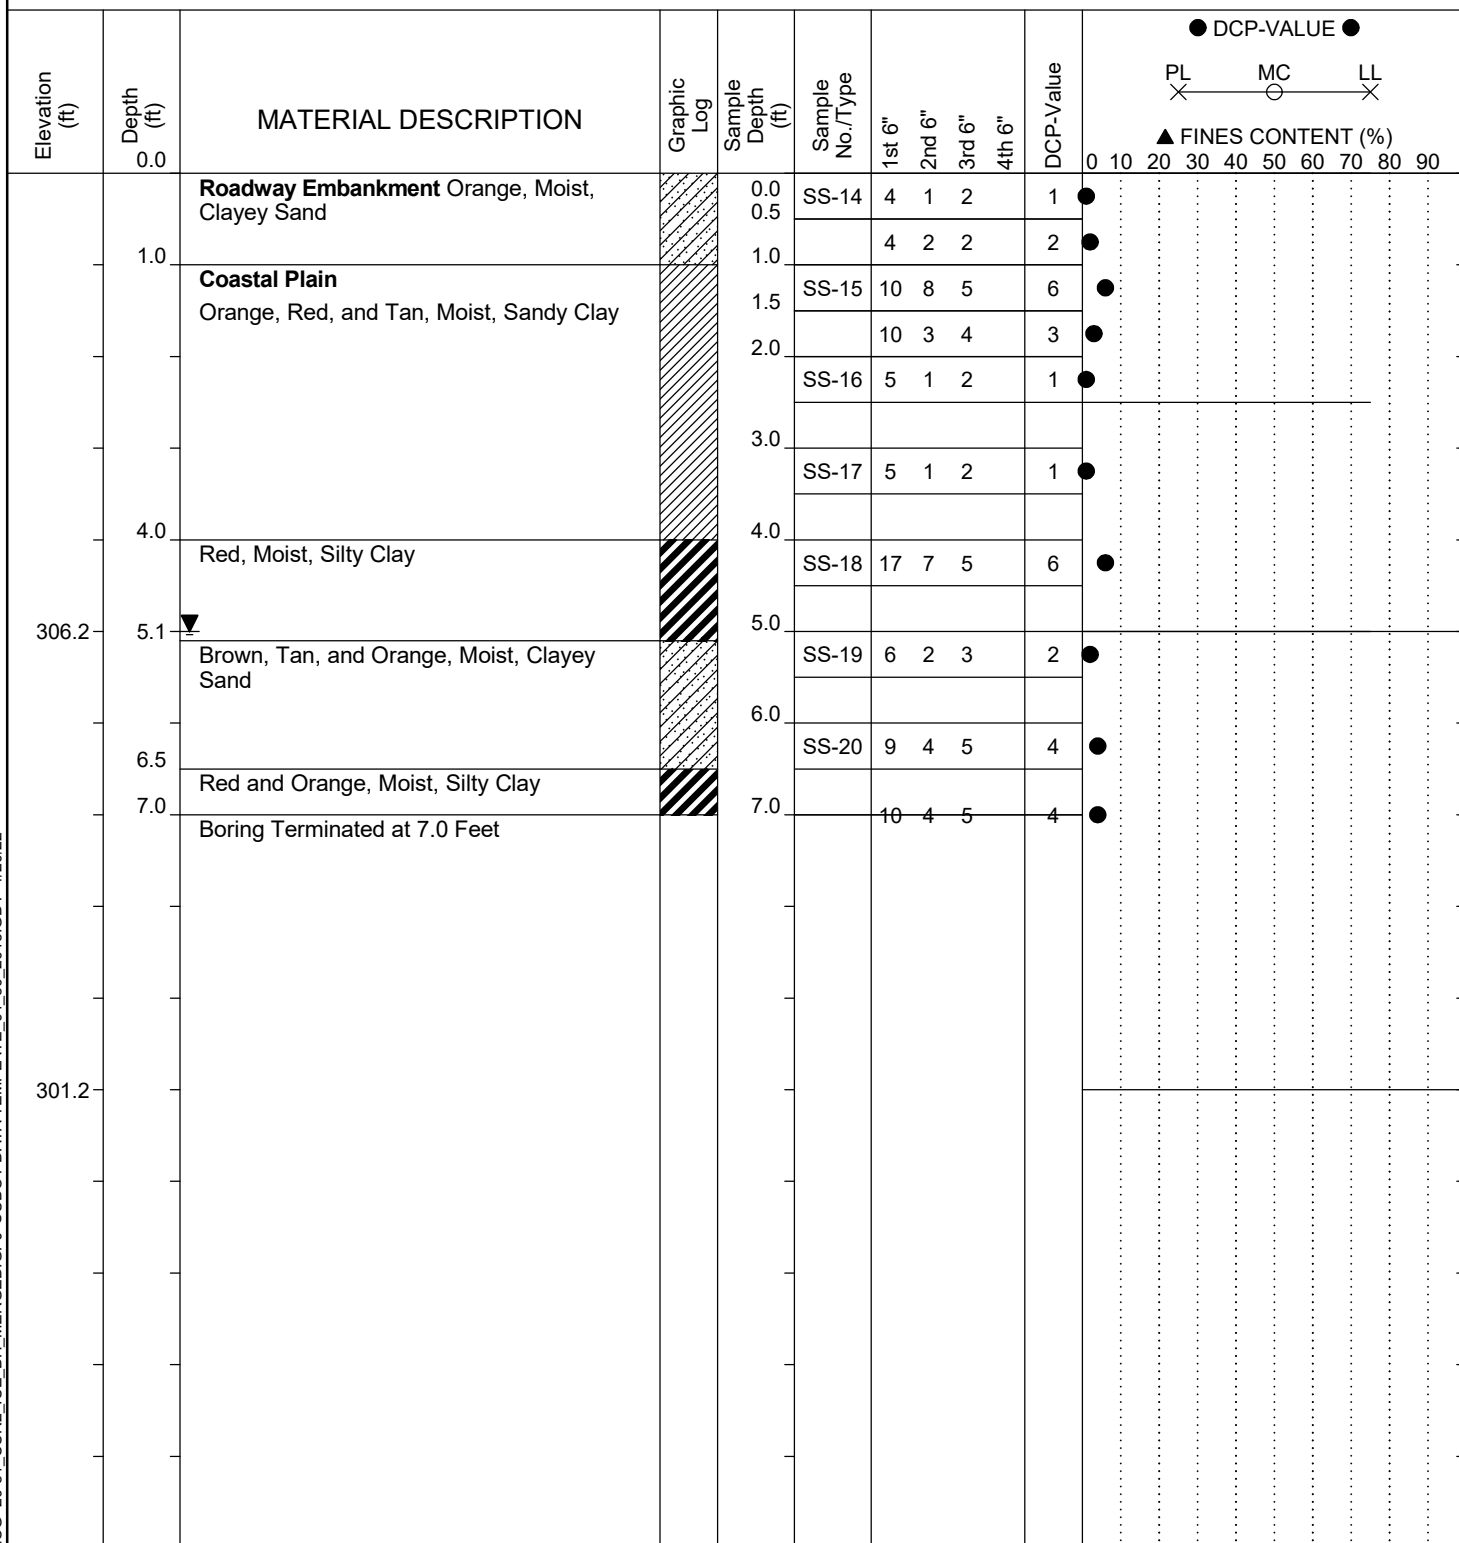 ● DCP-VALUE ●
PL MC LL
▲ FINES CONTENT (%)
0 10 20 30 40 50 60 70 80 90
Elevation (ft)
Depth (ft)
0.0
MATERIAL DESCRIPTION
Graphic Log
Sample Depth (ft)
Sample No./Type
1st 6"
2nd 6"
3rd 6"
4th 6"
DCP-Value
Roadway Embankment Orange, Moist,
Clayey Sand
0.0
0.5
SS-14 4 1 2 1
4 2 2 2
1.0 1.0
Coastal Plain
Orange, Red, and Tan, Moist, Sandy Clay
SS-15 10 8 5 6
1.5
10 3 4 3
2.0
SS-16 5 1 2 1
3.0
SS-17 5 1 2 1
4.0 4.0
Red, Moist, Silty Clay
SS-18 17 7 5 6
306.2 5.1 5.0
Brown, Tan, and Orange, Moist, Clayey
Sand
SS-19 6 2 3 2
6.0
SS-20 9 4 5 4
6.5
Red and Orange, Moist, Silty Clay
7.0 7.0 10 4 5 4
Boring Terminated at 7.0 Feet
301.2